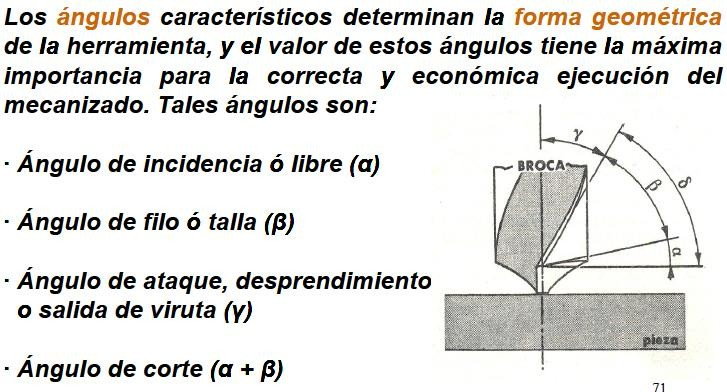 Los ángulos característicos determinan la forma geométrica
de la herramienta, y el valor de estos ángulos tiene la máxima
importancia para la correcta y económica ejecución del
mecanizado. Tales ángulos son:
· Ángulo de incidencia ó libre (α)
· Ángulo de filo ó talla (β)
· Ángulo de ataque, desprendimiento
o salida de viruta (γ)
· Ángulo de corte (α + β)
γ
BROCA
β
δ
α
pieza
71